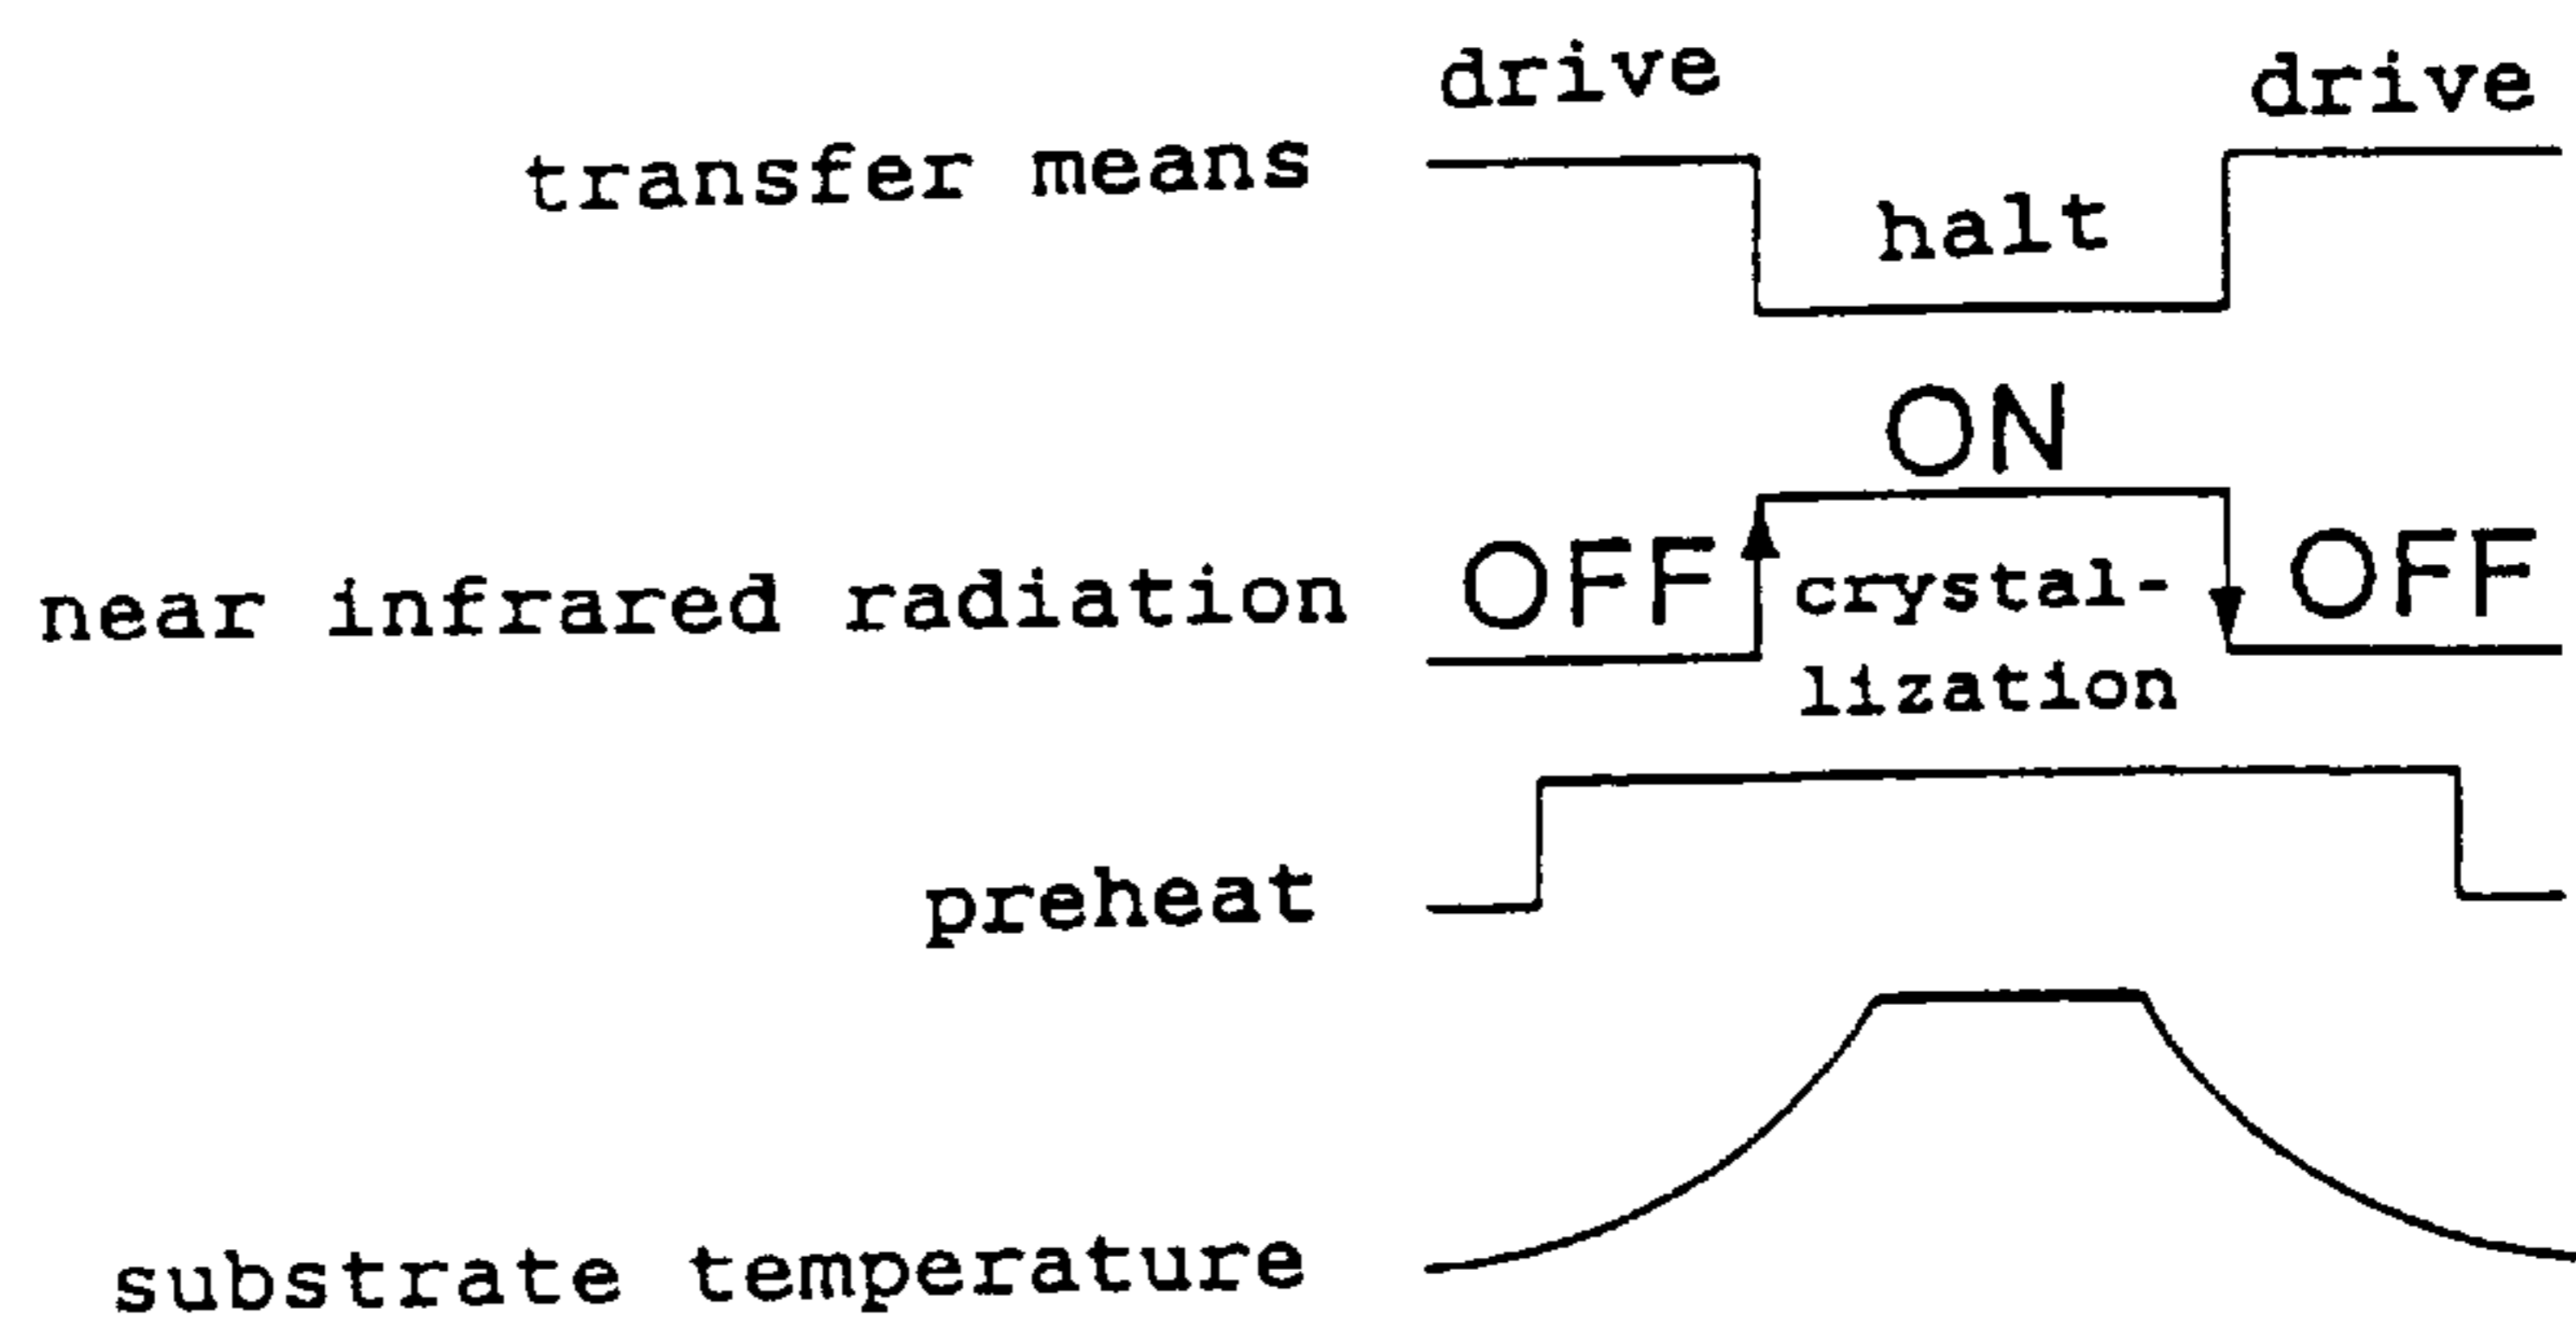 drive drive
transfer means
halt
ON
OFF crystal- OFF
near infrared radiation
lization
preheat
substrate temperature